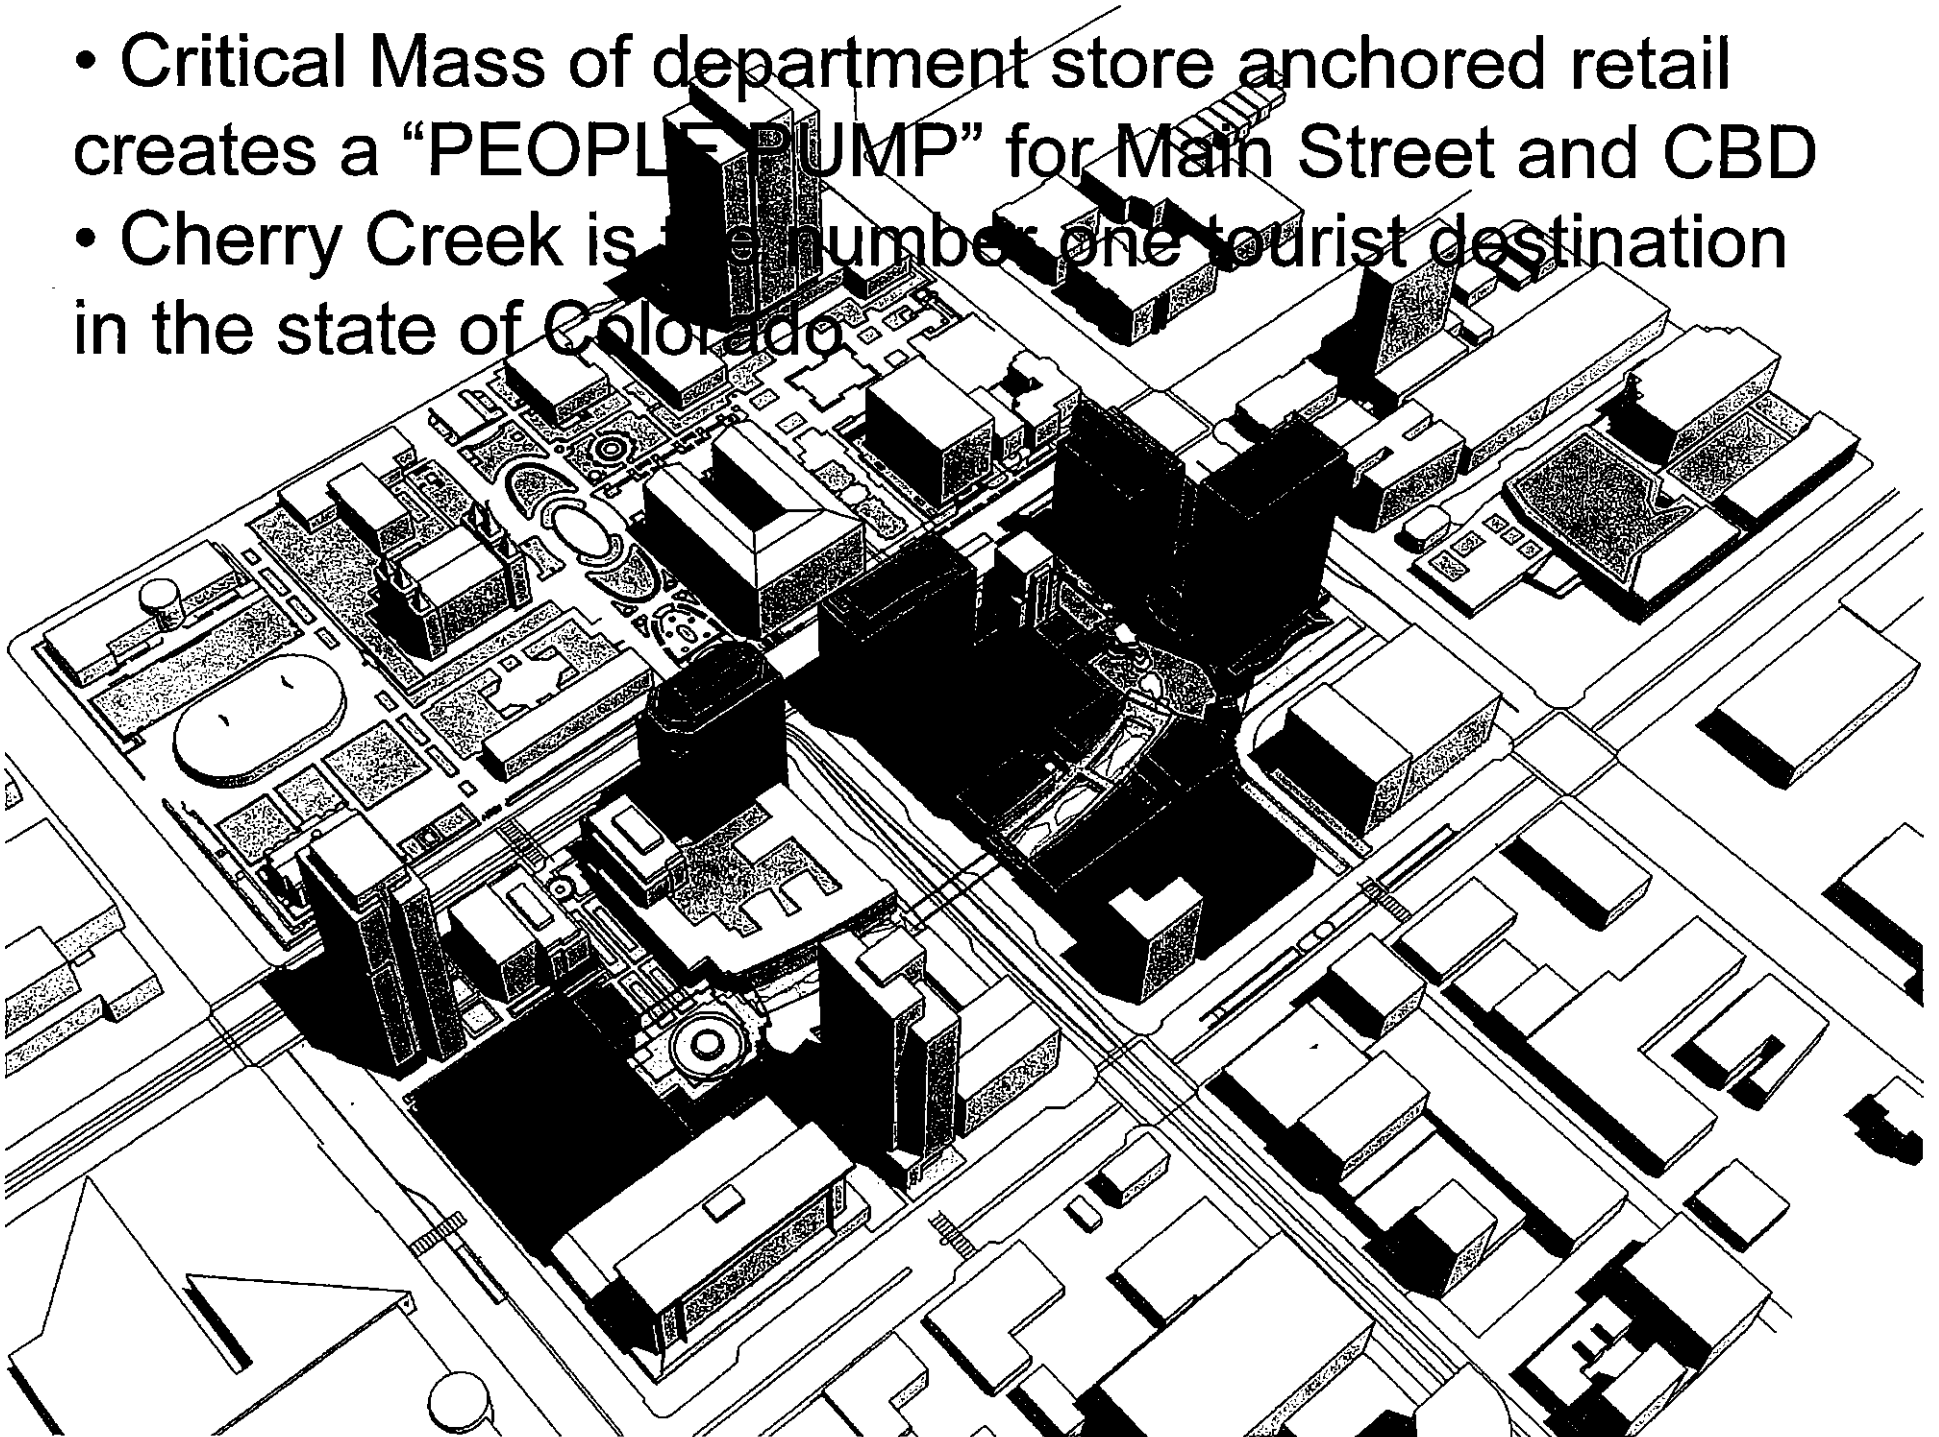 • Critical Mass of department store anchored retail
creates a “PEOPLE PUMP” for Main Street and CBD
• Cherry Creek is the number one tourist destination
in the state of Colorado